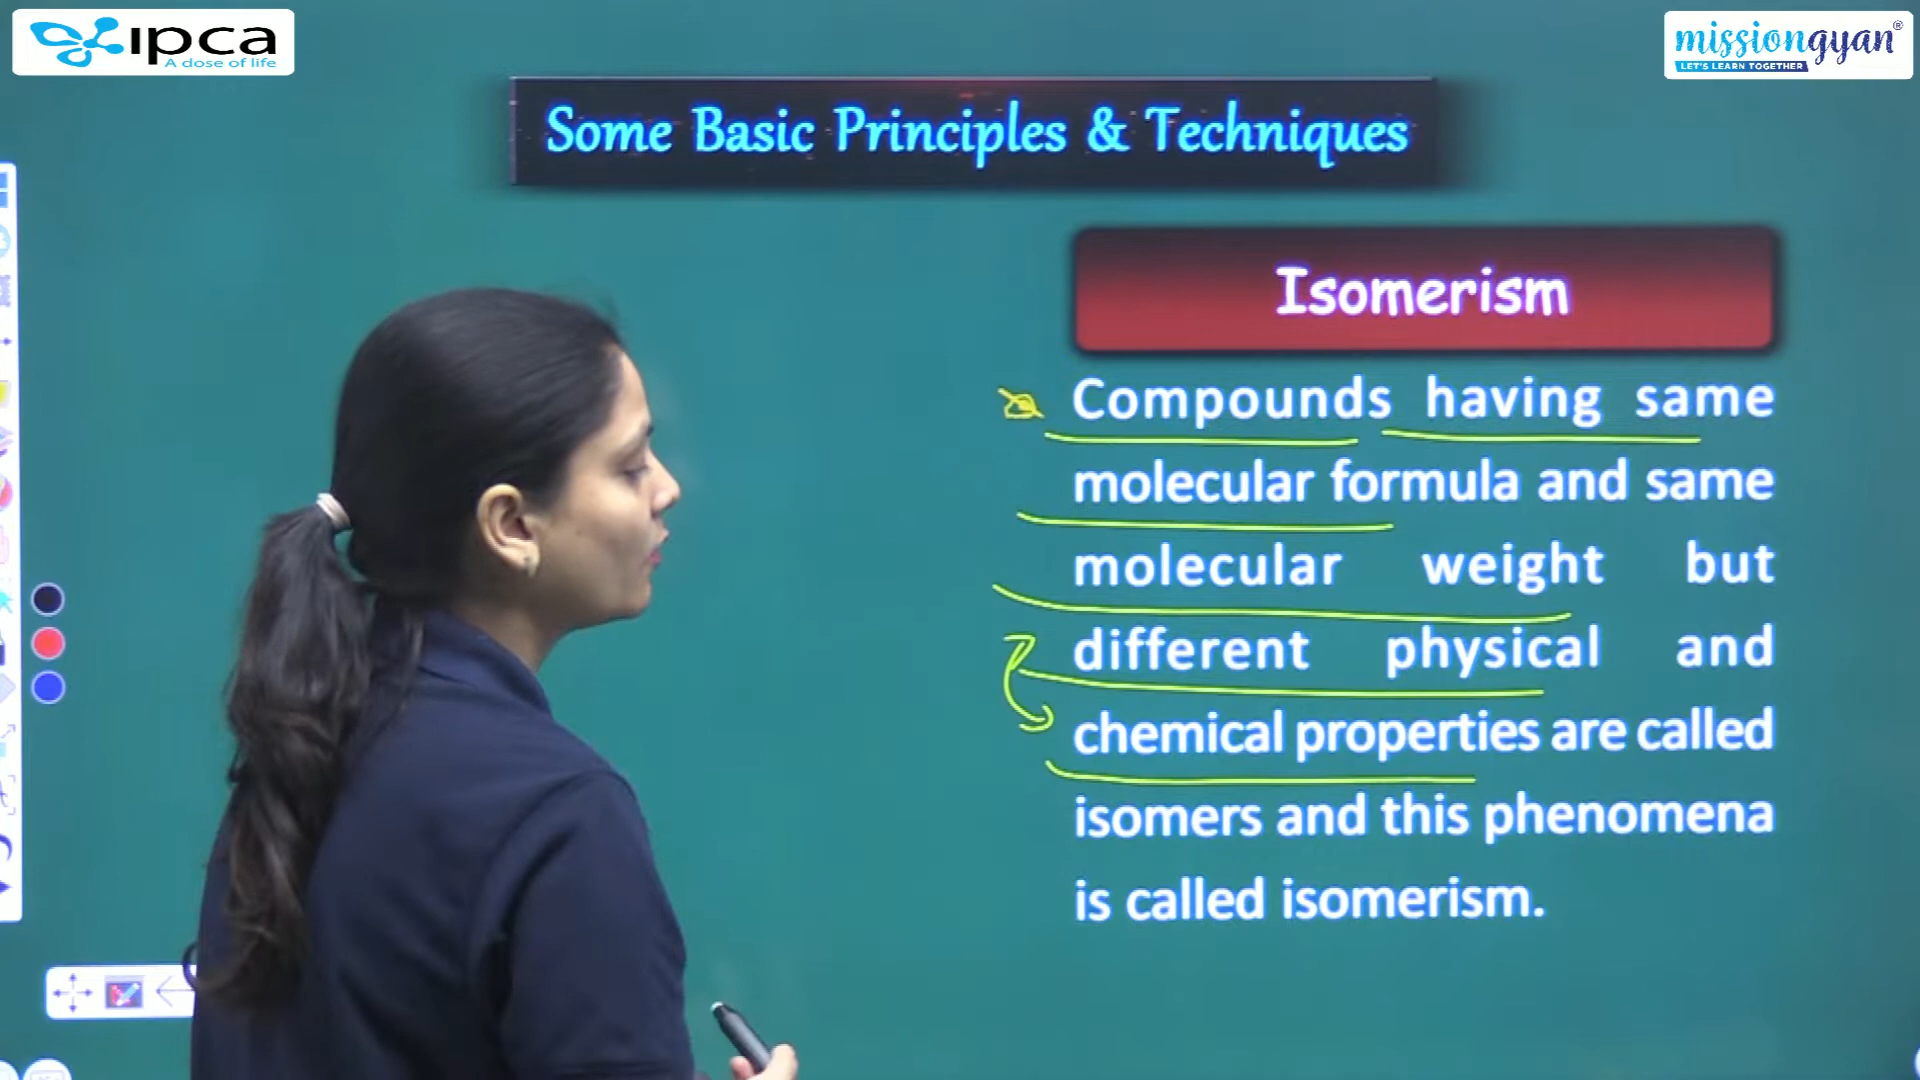 ipca
A dose of life
missiongyan®
LET'S LEARN TOGETHER
Some Basic Principles & Techniques
Isomerism
Compounds having same
molecular formula and same
molecular weight but
different physical and
chemical properties are called
isomers and this phenomena
is called isomerism.